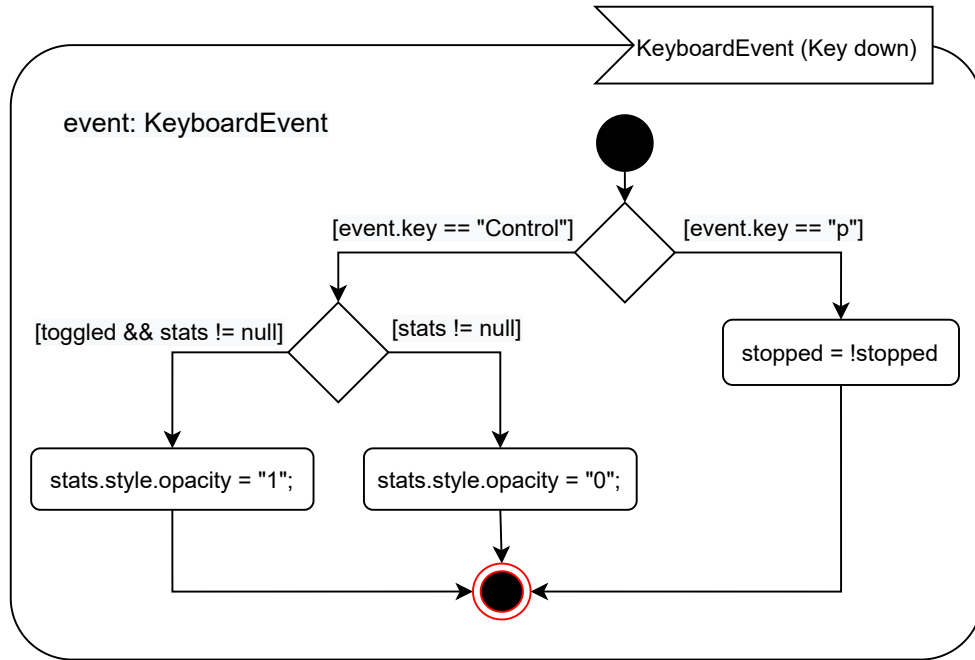 KeyboardEvent (Key down)
event: KeyboardEvent
[event.key == "Control"]
[event.key == "p"]
[toggled && stats != null]
[stats != null]
stopped = !stopped
stats.style.opacity = "1";
stats.style.opacity = "0";